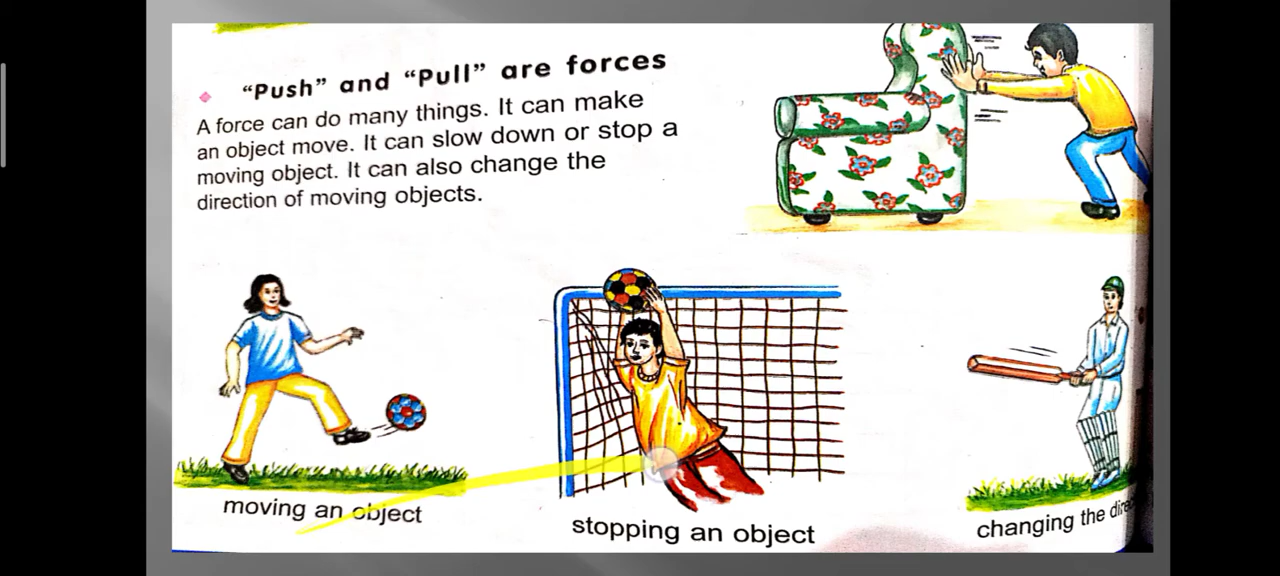 "Push" and "Pull" are forces
A force can do many things. It can make
an object move. It can slow down or stop a
moving object. It can also change the
direction of moving objects.
moving an object
stopping an object
changing the